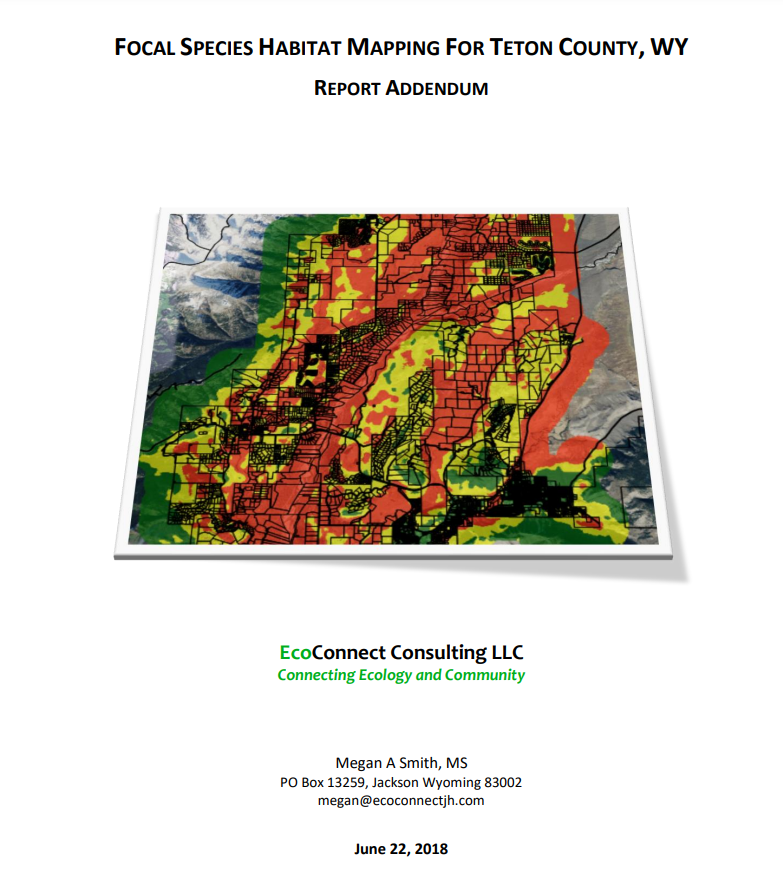 FOCAL SPECIES HABITAT MAPPING FOR TETON COUNTY, WY
REPORT ADDENDUM
EcoConnect Consulting LLC
Connecting Ecology and Community
Megan A Smith, MS
PO Box 13259, Jackson Wyoming 83002
megan@ecoconnectjh.com
June 22, 2018